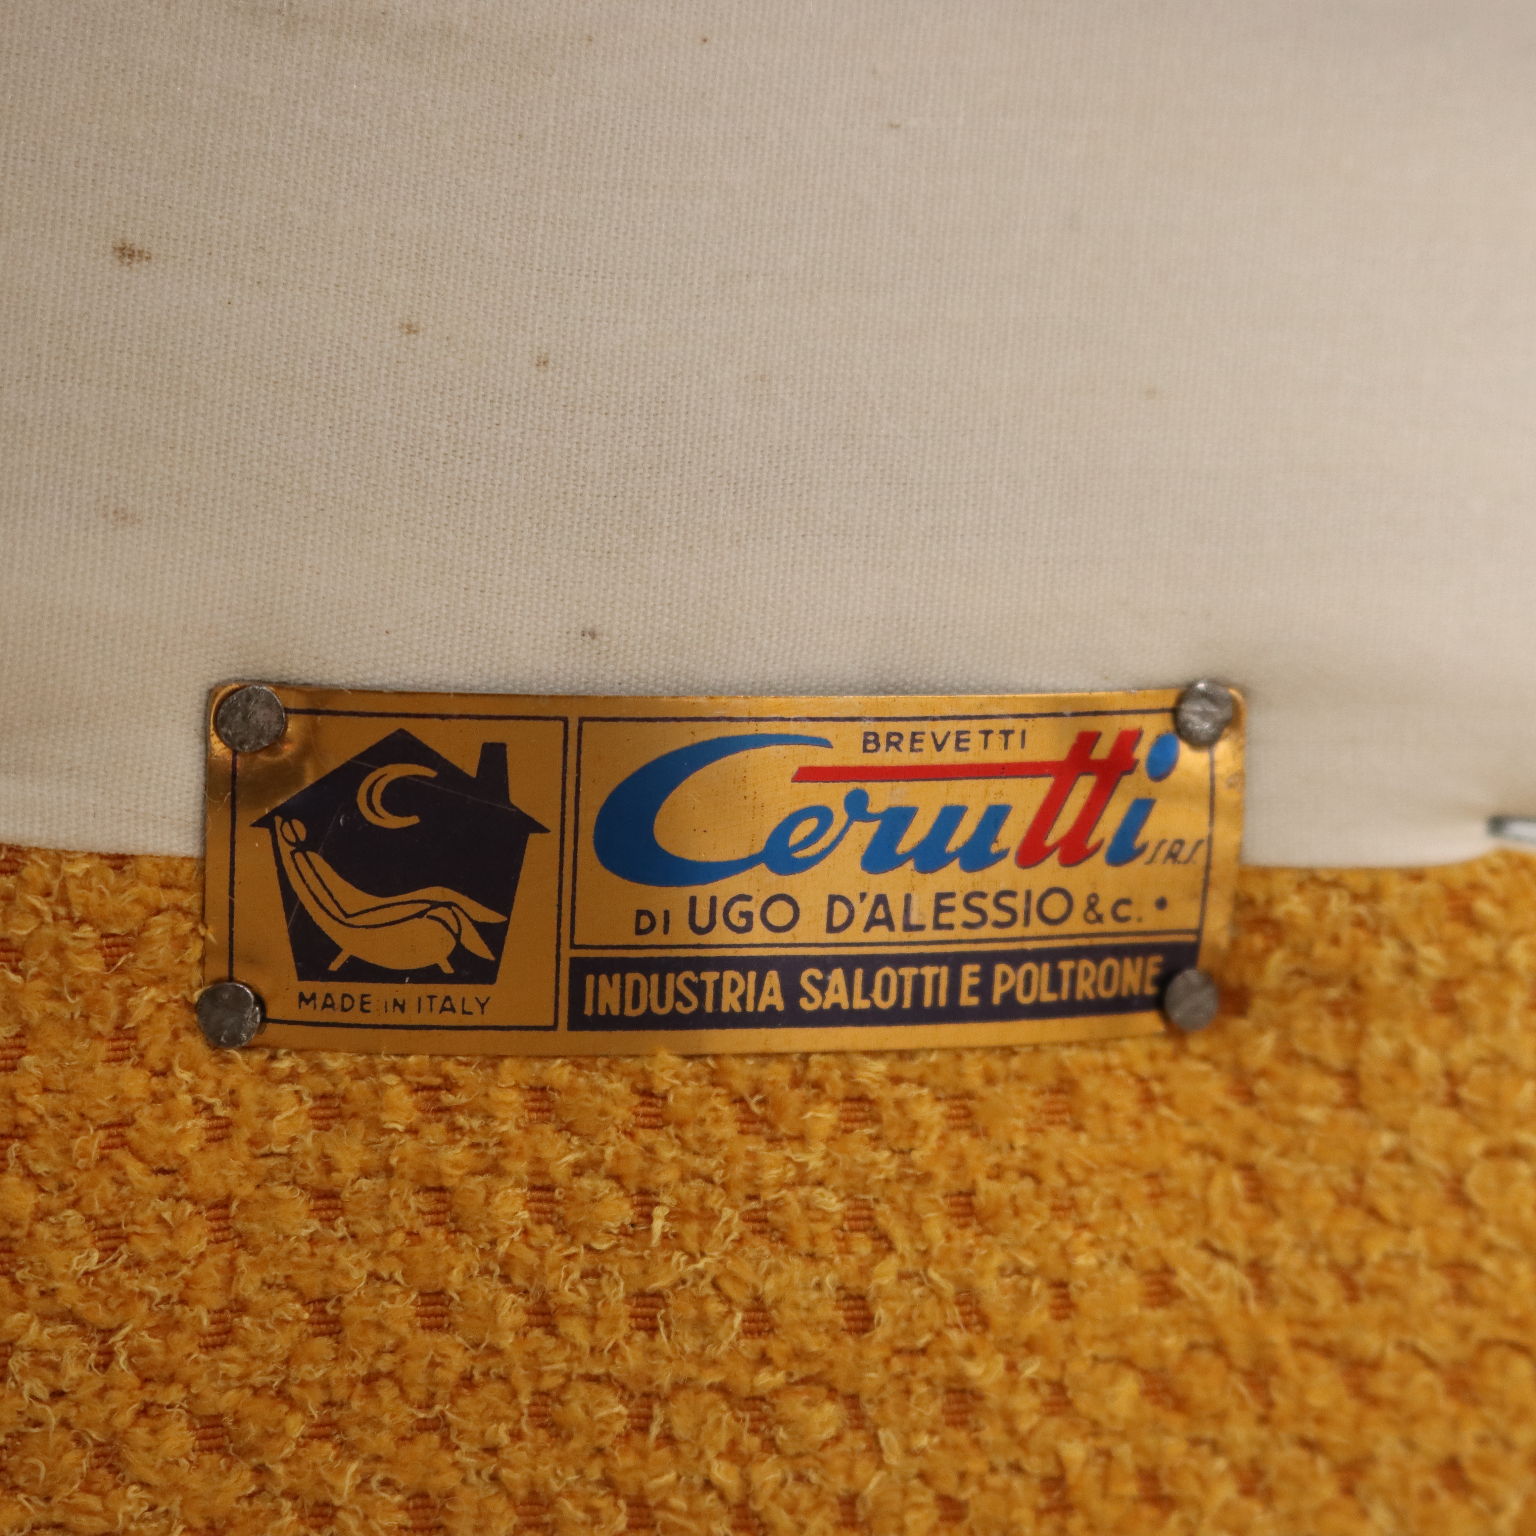 BREVETTI
Cerutti S.R.L.
DI UGO D'ALESSIO & C.
INDUSTRIA SALOTTI E POLTRONE
MADE IN ITALY